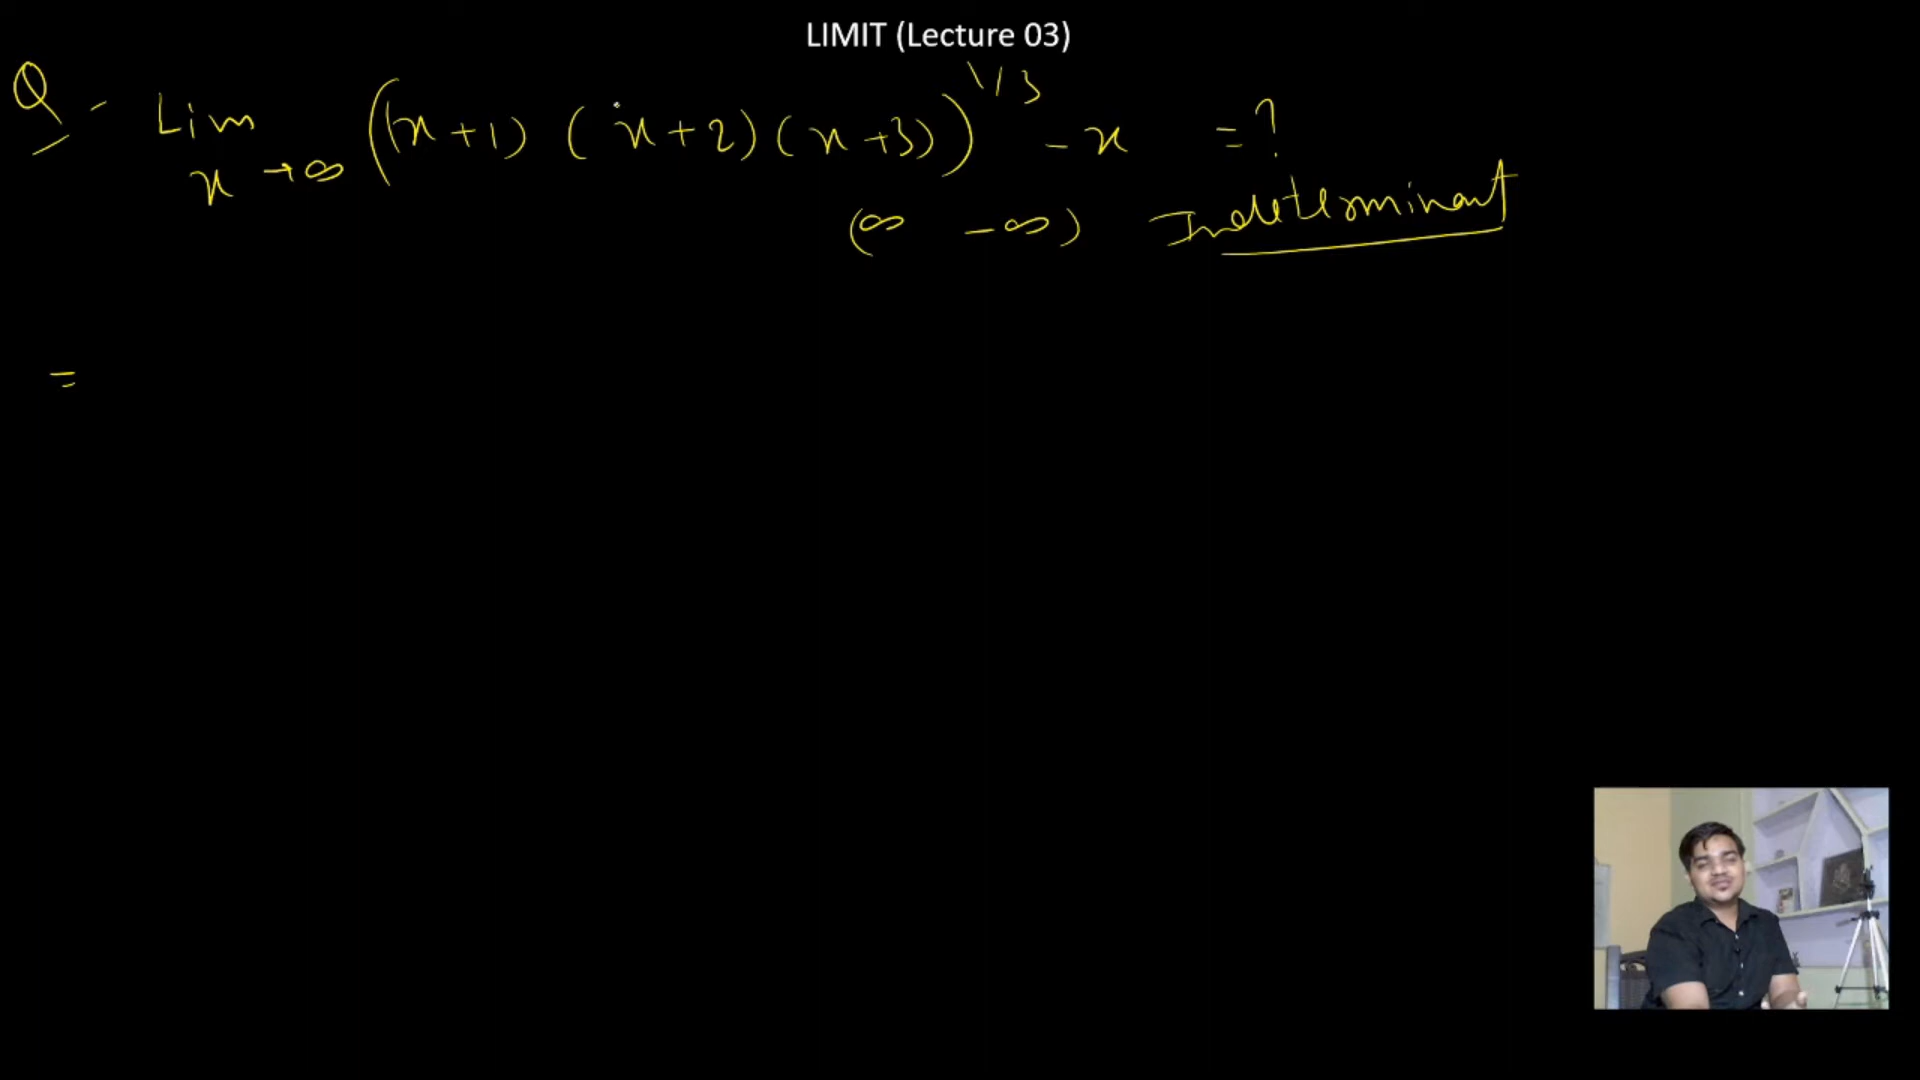 LIMIT (Lecture 03)
Q - Lim x→∞ ((x+1) (x+2) (x+3))^1/3 - x = ?
(∞ - ∞) Indeterminant
=